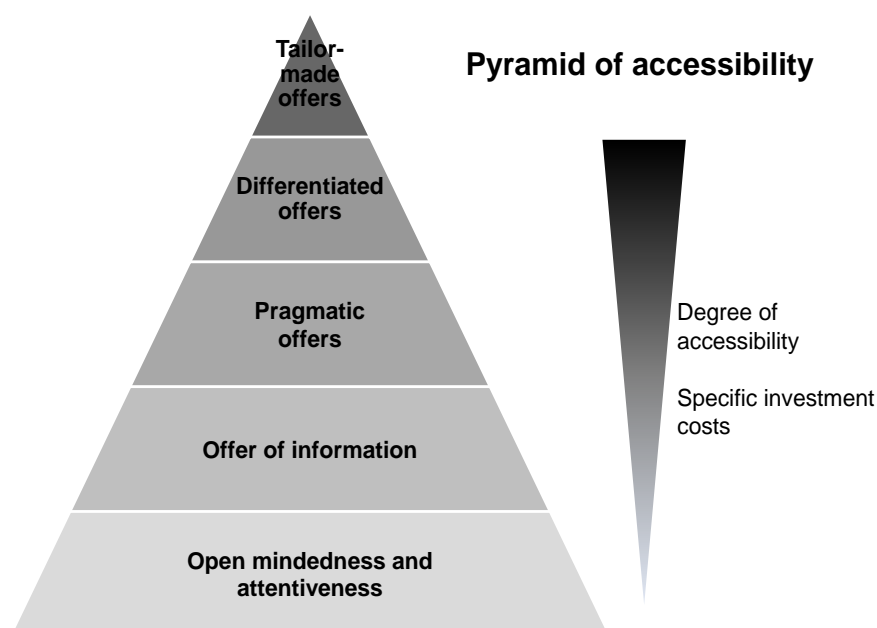 Pyramid of accessibility
Tailor-
made
offers
Differentiated
offers
Pragmatic
offers
Offer of information
Open mindedness and
attentiveness
Degree of
accessibility
Specific investment
costs